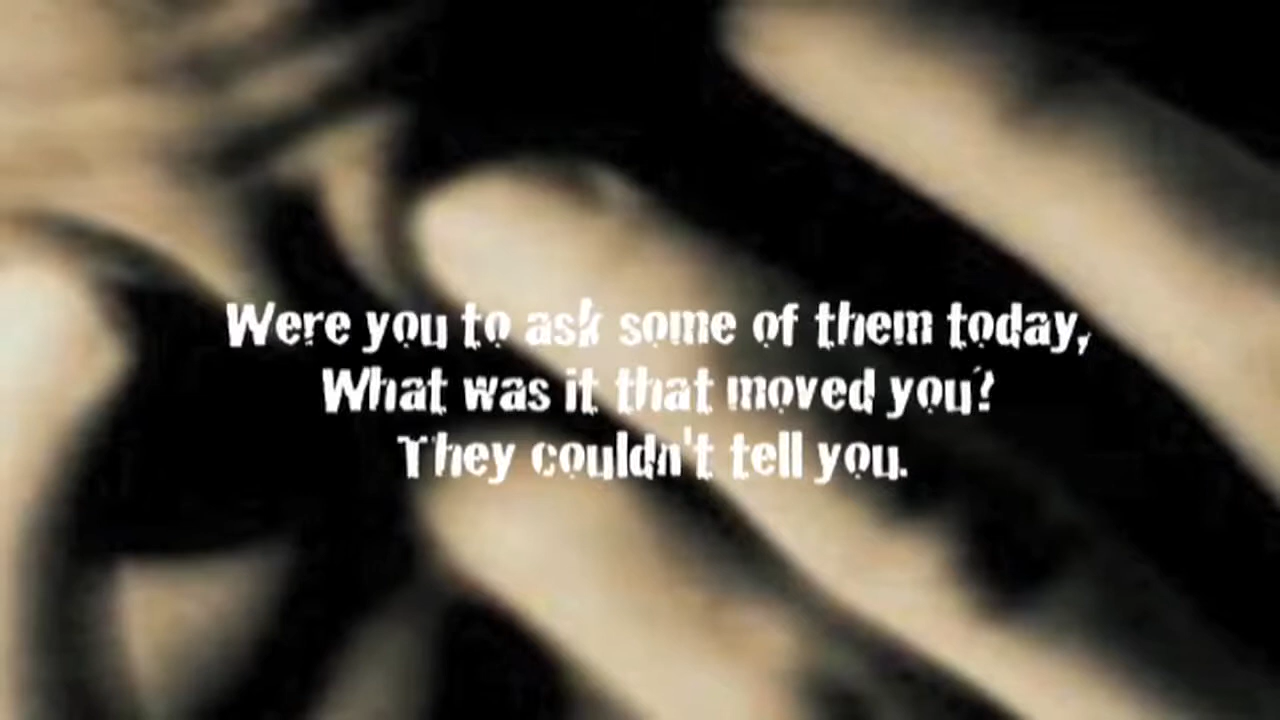 Were you to ask some of them today,
What was it that moved you?
They couldn't tell you.